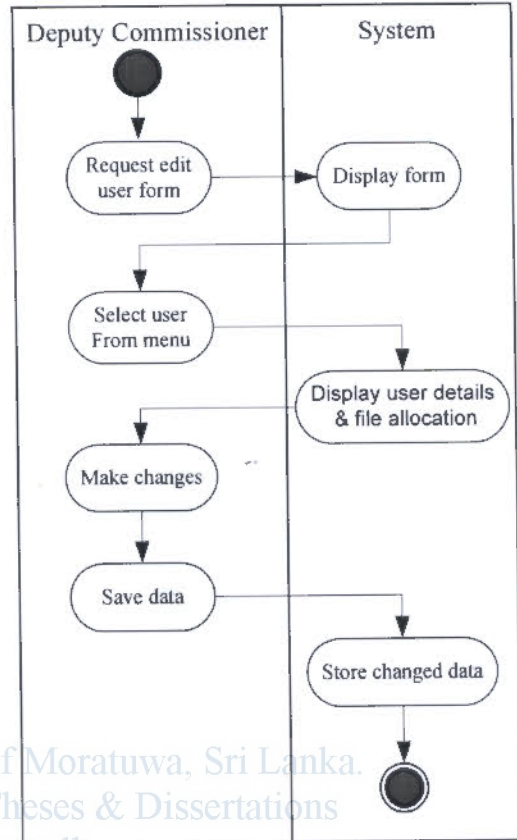 Deputy Commissioner
System
Request edit
user form
Display form
Select user
From menu
Display user details
& file allocation
Make changes
Save data
Store changed data
f Moratuwa, Sri Lanka.
heses & Dissertations